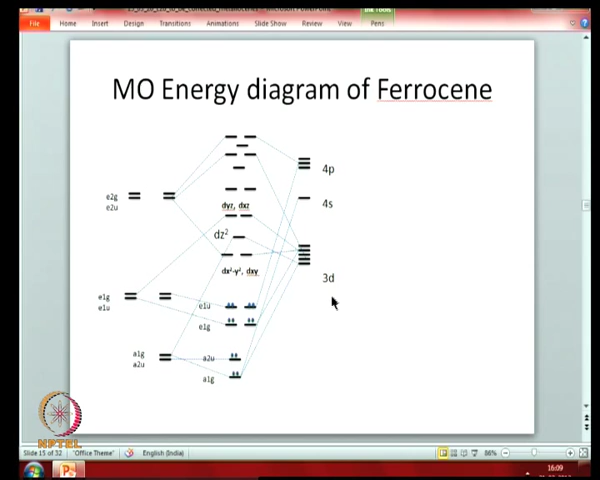 File Home Insert Design Transitions Animations Slide Show Review View Pens
MO Energy diagram of Ferrocene
4p
e2g
e2u
4s
dyz, dxz
dz²
dx²-y², dxy
3d
e1g
e1u
e1u
e1g
a1g
a2u
a2u
a1g
NPTEL
Slide 15 of 32 "Office Theme" English (India) 86%
16:09